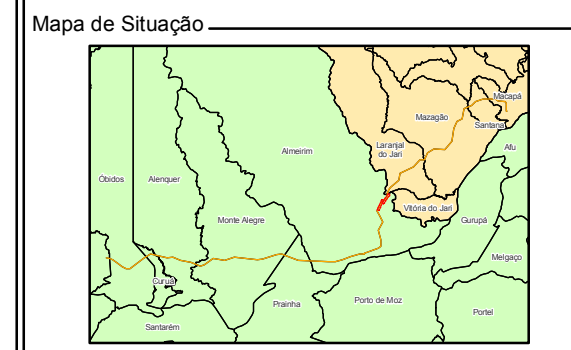 Mapa de Situação
Macapá
Mazagão
Santana
Laranjal
do Jari
Afu
Almeirim
Óbidos
Alenquer
Vitória do Jari
Monte Alegre
Gurupá
Melgaço
Curuá
Prainha
Porto de Moz
Portel
Santarém